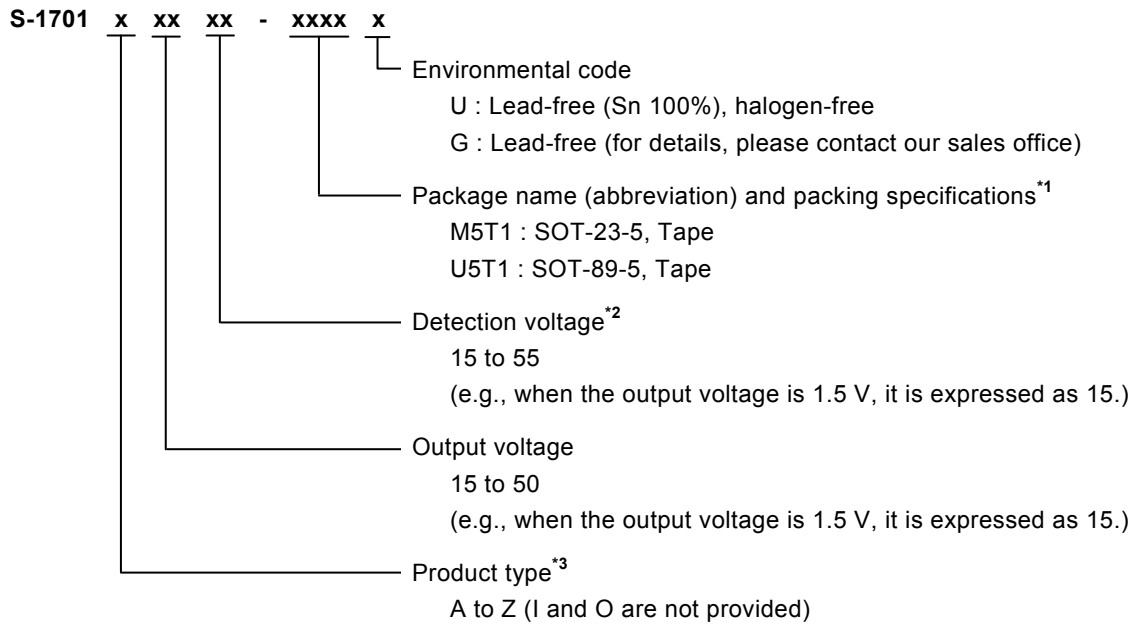 S-1701 x xx xx - xxxx x
Environmental code
U : Lead-free (Sn 100%), halogen-free
G : Lead-free (for details, please contact our sales office)
Package name (abbreviation) and packing specifications*1
M5T1 : SOT-23-5, Tape
U5T1 : SOT-89-5, Tape
Detection voltage*2
15 to 55
(e.g., when the output voltage is 1.5 V, it is expressed as 15.)
Output voltage
15 to 50
(e.g., when the output voltage is 1.5 V, it is expressed as 15.)
Product type*3
A to Z (I and O are not provided)